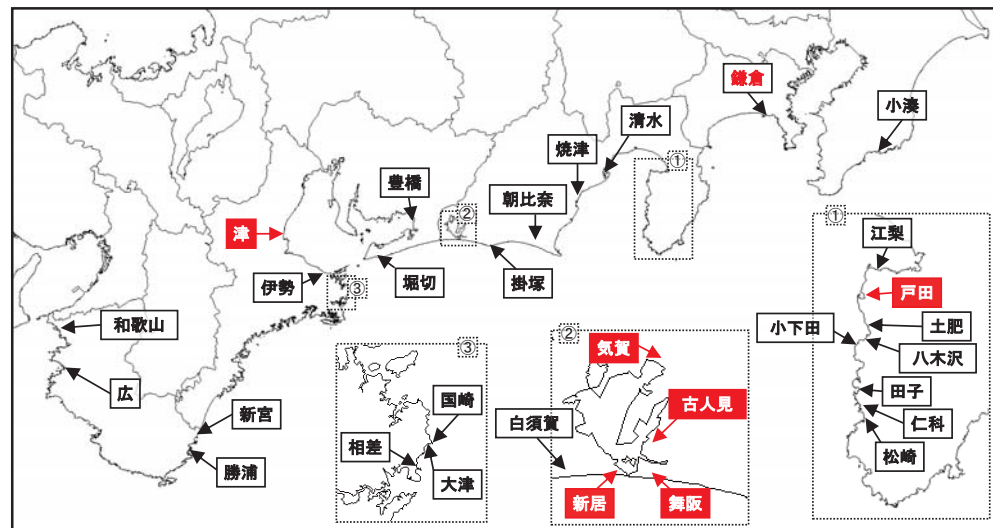 鎌倉
小湊
清水
焼津
①
豊橋
朝比奈
②
①
津
江梨
伊勢
③
堀切
掛塚
戸田
和歌山
小下田
土肥
③
②
気賀
八木沢
広
国崎
古人見
田子
新宮
白須賀
仁科
相差
松崎
勝浦
大津
新居
舞阪